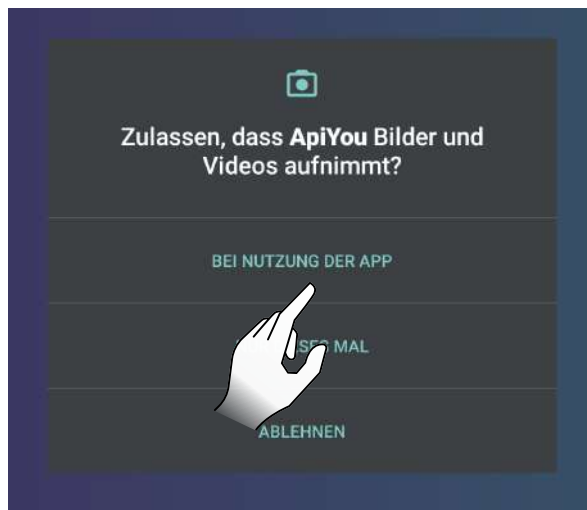 Zulassen, dass ApiYou Bilder und
Videos aufnimmt?
BEI NUTZUNG DER APP
MAL
ABLEHNEN